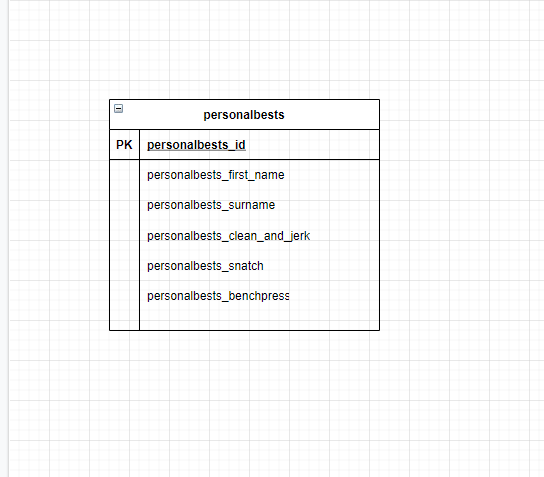 personalbests
PK personalbests_id
personalbests_first_name
personalbests_surname
personalbests_clean_and_jerk
personalbests_snatch
personalbests_benchpress